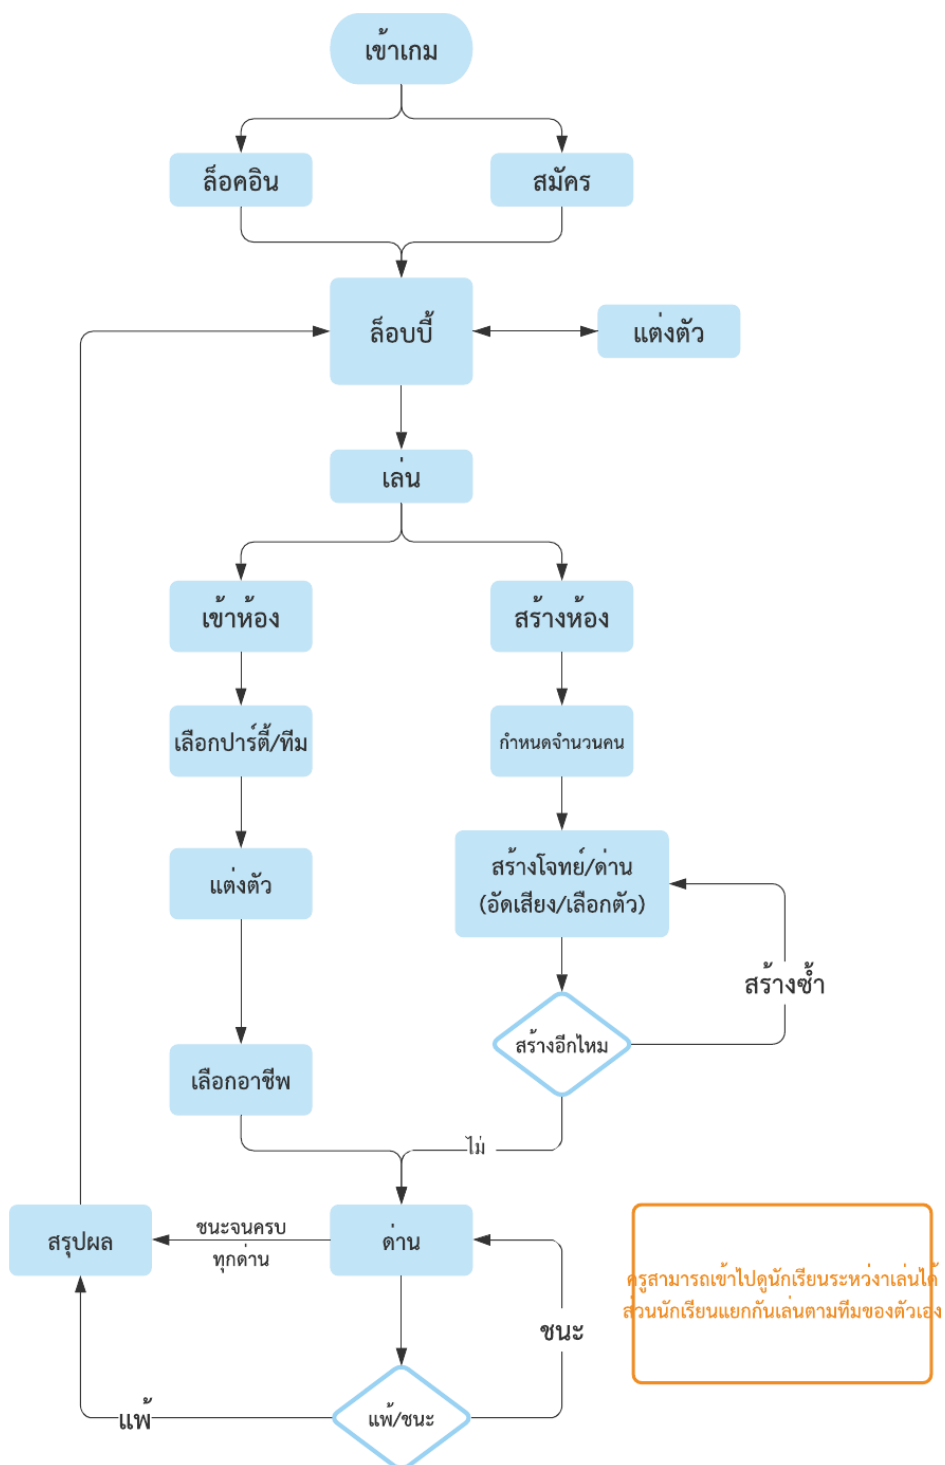 เข้าเกม
ล็อคอิน
สมัคร
ล็อบบี้
แต่งตัว
เล่น
เข้าห้อง
สร้างห้อง
เลือกปาร์ตี้/ทีม
กำหนดจำนวนคน
แต่งตัว
สร้างโจทย์/ด่าน
(อัดเสียง/เลือกตัว)
สร้างซ้ำ
สร้างอีกไหม
เลือกอาชีพ
ไม่
สรุปผล
ชนะจนครบ
ทุกด่าน
ด่าน
ครูสามารถเข้าไปดูนักเรียนระหว่งาเล่นได้
ส่วนนักเรียนแยกกันเล่นตามทีมของตัวเอง
ชนะ
แพ้
แพ้/ชนะ